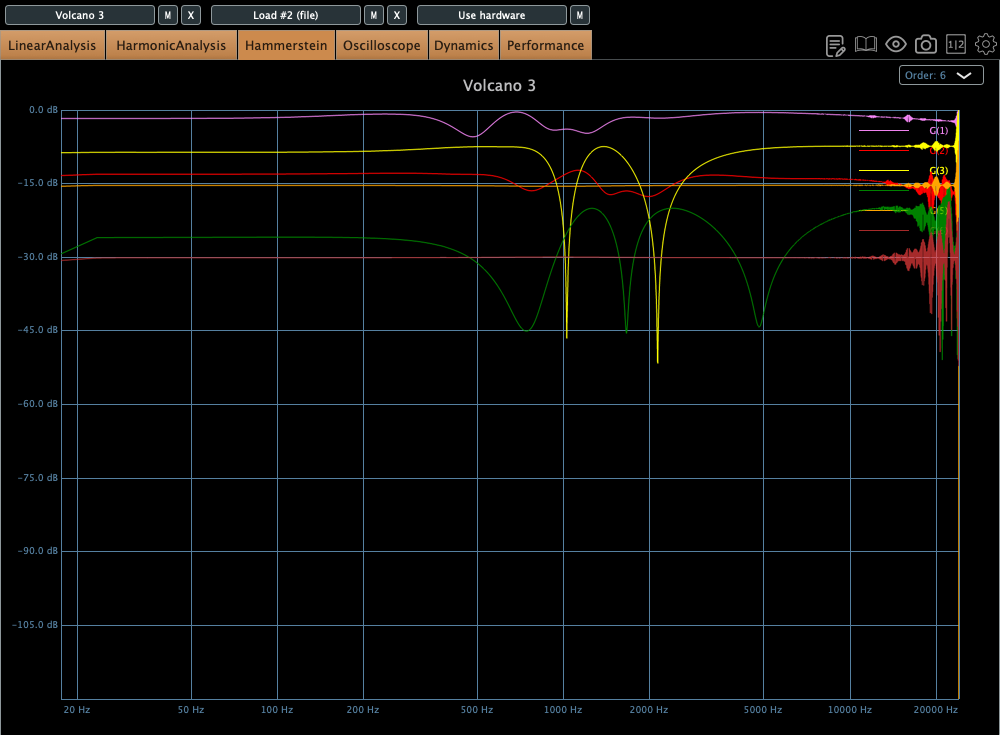 Volcano 3 M X Load #2 (file) M X Use hardware M
LinearAnalysis HarmonicAnalysis Hammerstein Oscilloscope Dynamics Performance 1|2
Order: 6
Volcano 3
0.0 dB
G(1)
G(2)
G(3)
-15.0 dB
G(5)
-30.0 dB
-45.0 dB
-60.0 dB
-75.0 dB
-90.0 dB
-105.0 dB
20 Hz 50 Hz 100 Hz 200 Hz 500 Hz 1000 Hz 2000 Hz 5000 Hz 10000 Hz 20000 Hz